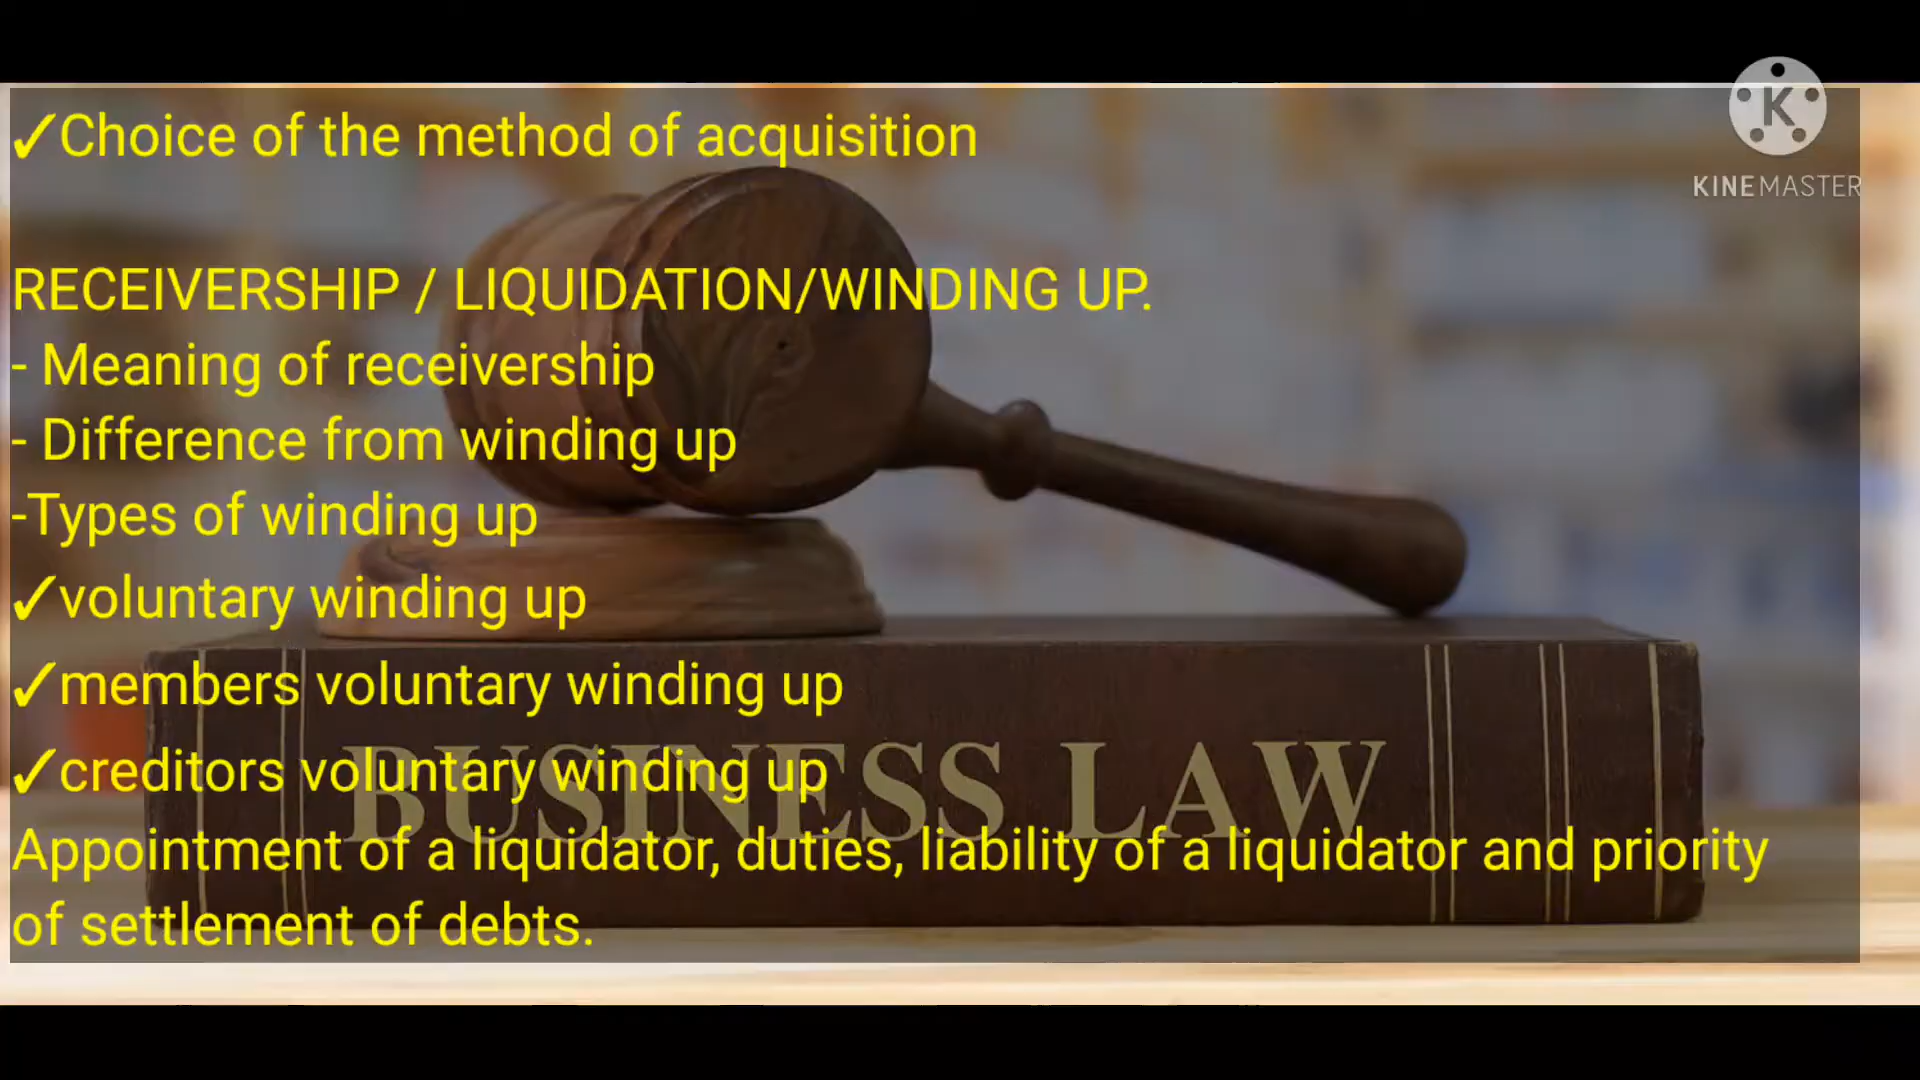 ✓Choice of the method of acquisition
KINEMASTER
RECEIVERSHIP / LIQUIDATION/WINDING UP.
- Meaning of receivership
- Difference from winding up
-Types of winding up
✓voluntary winding up
✓members voluntary winding up
✓creditors voluntary winding up
BUSINESS LAW
Appointment of a liquidator, duties, liability of a liquidator and priority
of settlement of debts.